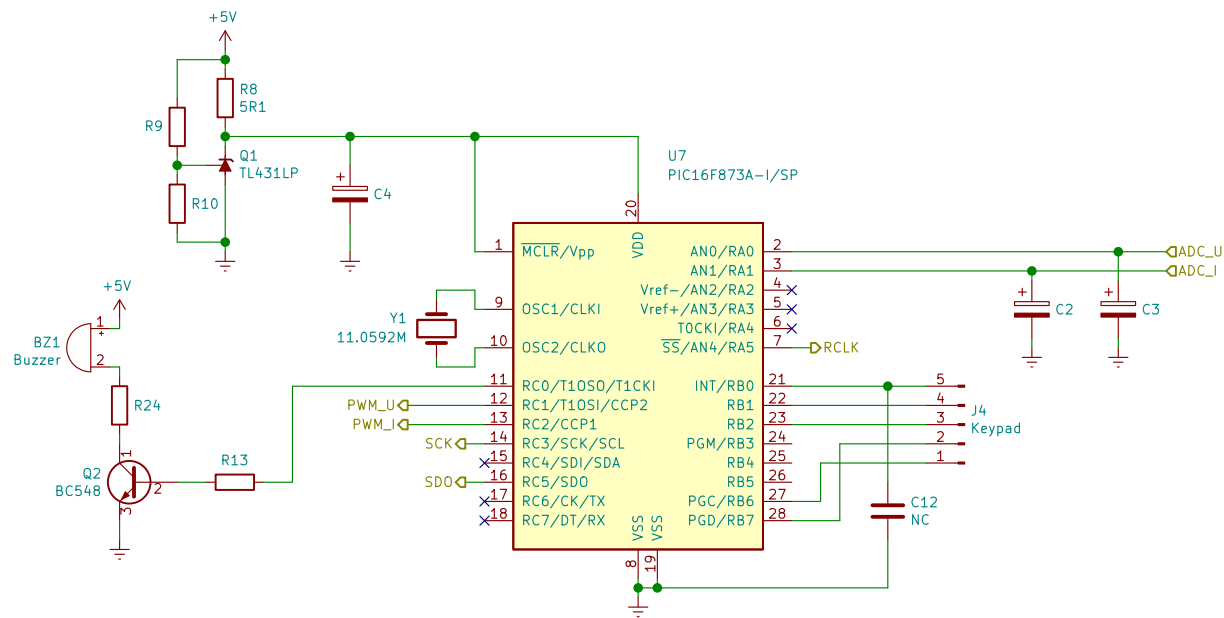 +5V
R8
5R1
R9
Q1
TL431LP
R10
+
C4
U7
PIC16F873A-I/SP
20
VDD
1
MCLR/Vpp
AN0/RA0
2
ADC_U
AN1/RA1
3
ADC_I
Vref-/AN2/RA2
4
9
OSC1/CLKI
Vref+/AN3/RA3
5
T0CKI/RA4
6
10
OSC2/CLKO
SS/AN4/RA5
7
RCLK
+
C2
+
C3
Y1
11.0592M
+5V
1
+
BZ1
Buzzer
2
R24
11
RC0/T1OSO/T1CKI
INT/RB0
21
5
PWM_U
12
RC1/T1OSI/CCP2
RB1
22
4
PWM_I
13
RC2/CCP1
RB2
23
3
SCK
14
RC3/SCK/SCL
PGM/RB3
24
2
15
RC4/SDI/SDA
RB4
25
1
SDO
16
RC5/SDO
RB5
26
17
RC6/CK/TX
PGC/RB6
27
18
RC7/DT/RX
PGD/RB7
28
J4
Keypad
R13
Q2
BC548
1
2
3
C12
NC
VSS
VSS
8
19